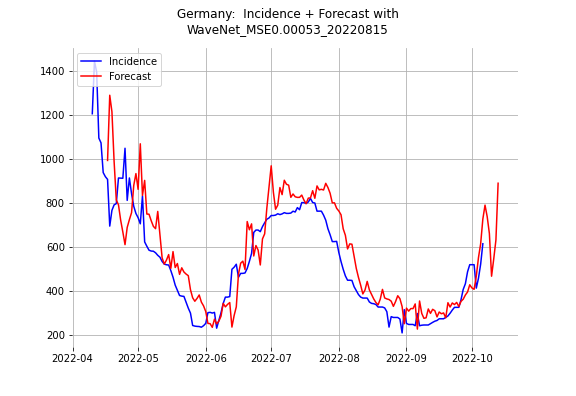 Germany:  Incidence + Forecast with
WaveNet_MSE0.00053_20220815
Incidence
Forecast
1400
1200
1000
800
600
400
200
2022-04 2022-05 2022-06 2022-07 2022-08 2022-09 2022-10